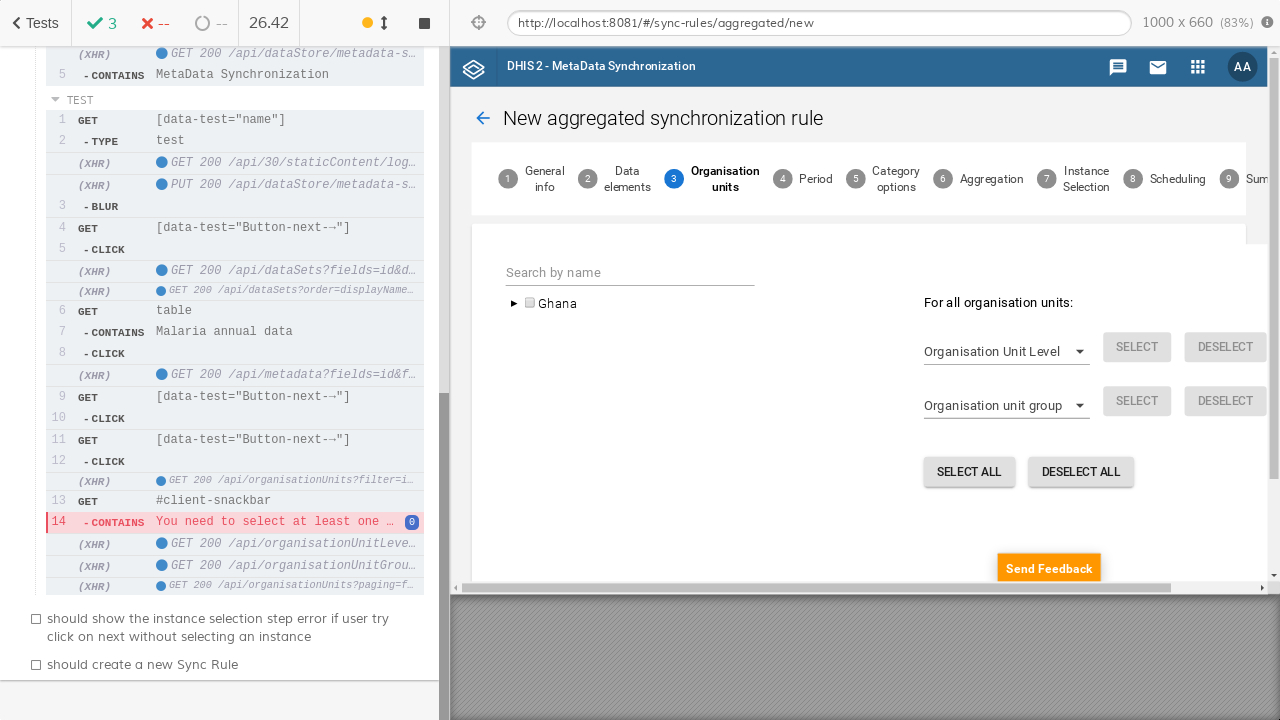 Tests
3
--
--
26.42
(XHR) GET 200 /api/dataStore/metadata-s…
5 -CONTAINS MetaData Synchronization
TEST
1 GET [data-test="name"]
2 -TYPE test
(XHR) GET 200 /api/30/staticContent/log…
(XHR) PUT 200 /api/dataStore/metadata-s…
3 -BLUR
4 GET [data-test="Button-next-→"]
5 -CLICK
(XHR) GET 200 /api/dataSets?fields=id&d…
(XHR) GET 200 /api/dataSets?order=displayName…
6 GET table
7 -CONTAINS Malaria annual data
8 -CLICK
(XHR) GET 200 /api/metadata?fields=id&f…
9 GET [data-test="Button-next-→"]
10 -CLICK
11 GET [data-test="Button-next-→"]
12 -CLICK
(XHR) GET 200 /api/organisationUnits?filter=i…
13 GET #client-snackbar
14 -CONTAINS You need to select at least one … 0
(XHR) GET 200 /api/organisationUnitLeve…
(XHR) GET 200 /api/organisationUnitGrou…
(XHR) GET 200 /api/organisationUnits?paging=f…
should show the instance selection step error if user try
click on next without selecting an instance
should create a new Sync Rule
http://localhost:8081/#/sync-rules/aggregated/new
1000 x 660 (83%)
DHIS 2 - MetaData Synchronization
AA
New aggregated synchronization rule
1 General info
2 Data elements
3 Organisation units
4 Period
5 Category options
6 Aggregation
7 Instance Selection
8 Scheduling
9 Sum
Search by name
Ghana
For all organisation units:
Organisation Unit Level SELECT DESELECT
Organisation unit group SELECT DESELECT
SELECT ALL DESELECT ALL
Send Feedback